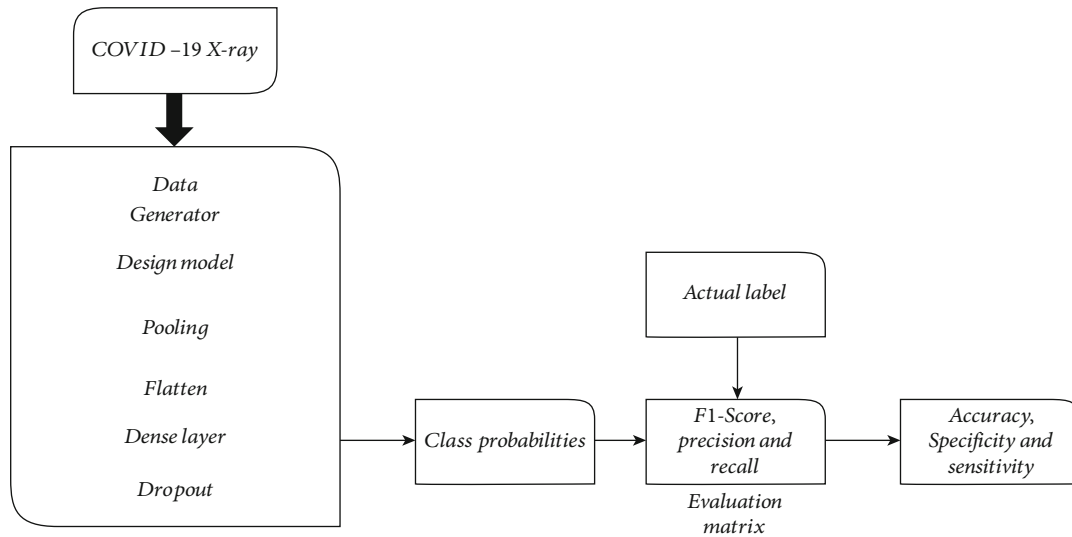 COVID –19 X-ray
Data
Generator
Design model
Pooling
Flatten
Dense layer
Dropout
Class probabilities
Actual label
F1-Score,
precision and
recall
Evaluation
matrix
Accuracy,
Specificity and
sensitivity